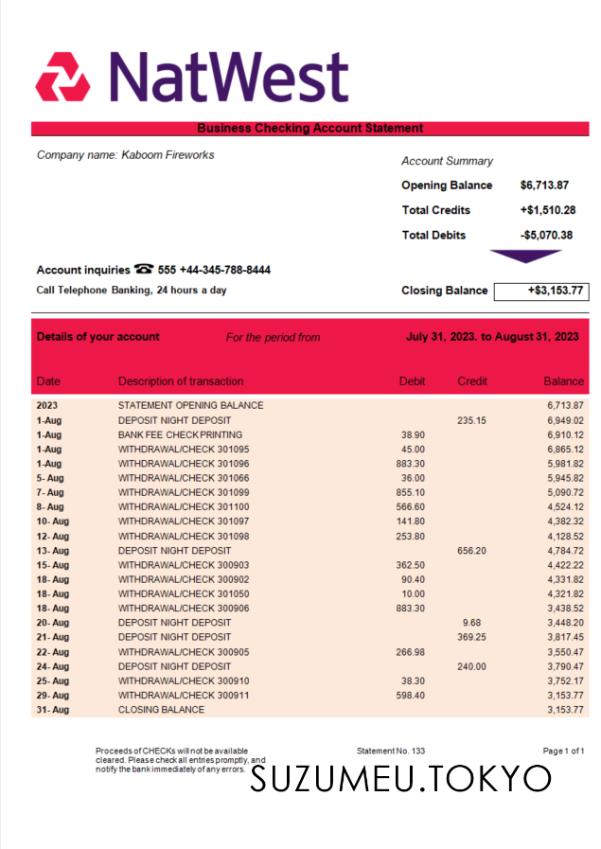 NatWest
Business Checking Account Statement
Company name: Kaboom Fireworks
Account Summary
Opening Balance $6,713.87
Total Credits +$1,510.28
Total Debits -$5,070.38
Account inquiries ☎ 555 +44-345-788-8444
Call Telephone Banking, 24 hours a day
Closing Balance +$3,153.77
Details of your account For the period from July 31, 2023. to August 31, 2023
Date Description of transaction Debit Credit Balance
2023 STATEMENT OPENING BALANCE 6,713.87
1-Aug DEPOSIT NIGHT DEPOSIT 235.15 6,949.02
1-Aug BANK FEE CHECK PRINTING 38.90 6,910.12
1-Aug WITHDRAWAL/CHECK 301095 45.00 6,865.12
1-Aug WITHDRAWAL/CHECK 301096 883.30 5,981.82
5- Aug WITHDRAWAL/CHECK 301066 36.00 5,945.82
7- Aug WITHDRAWAL/CHECK 301099 855.10 5,090.72
8- Aug WITHDRAWAL/CHECK 301100 566.60 4,524.12
10- Aug WITHDRAWAL/CHECK 301097 141.80 4,382.32
12- Aug WITHDRAWAL/CHECK 301098 253.80 4,128.52
13- Aug DEPOSIT NIGHT DEPOSIT 656.20 4,784.72
15- Aug WITHDRAWAL/CHECK 300903 362.50 4,422.22
18- Aug WITHDRAWAL/CHECK 300902 90.40 4,331.82
18- Aug WITHDRAWAL/CHECK 301050 10.00 4,321.82
18- Aug WITHDRAWAL/CHECK 300906 883.30 3,438.52
20- Aug DEPOSIT NIGHT DEPOSIT 9.68 3,448.20
21- Aug DEPOSIT NIGHT DEPOSIT 369.25 3,817.45
22- Aug WITHDRAWAL/CHECK 300905 266.98 3,550.47
24- Aug DEPOSIT NIGHT DEPOSIT 240.00 3,790.47
25- Aug WITHDRAWAL/CHECK 300910 38.30 3,752.17
29- Aug WITHDRAWAL/CHECK 300911 598.40 3,153.77
31- Aug CLOSING BALANCE 3,153.77
Proceeds of CHECKs will not be available
cleared. Please check all entries promptly, and
notify the bank immediately of any errors.
Statement No. 133
Page 1 of 1
SUZUMEU.TOKYO